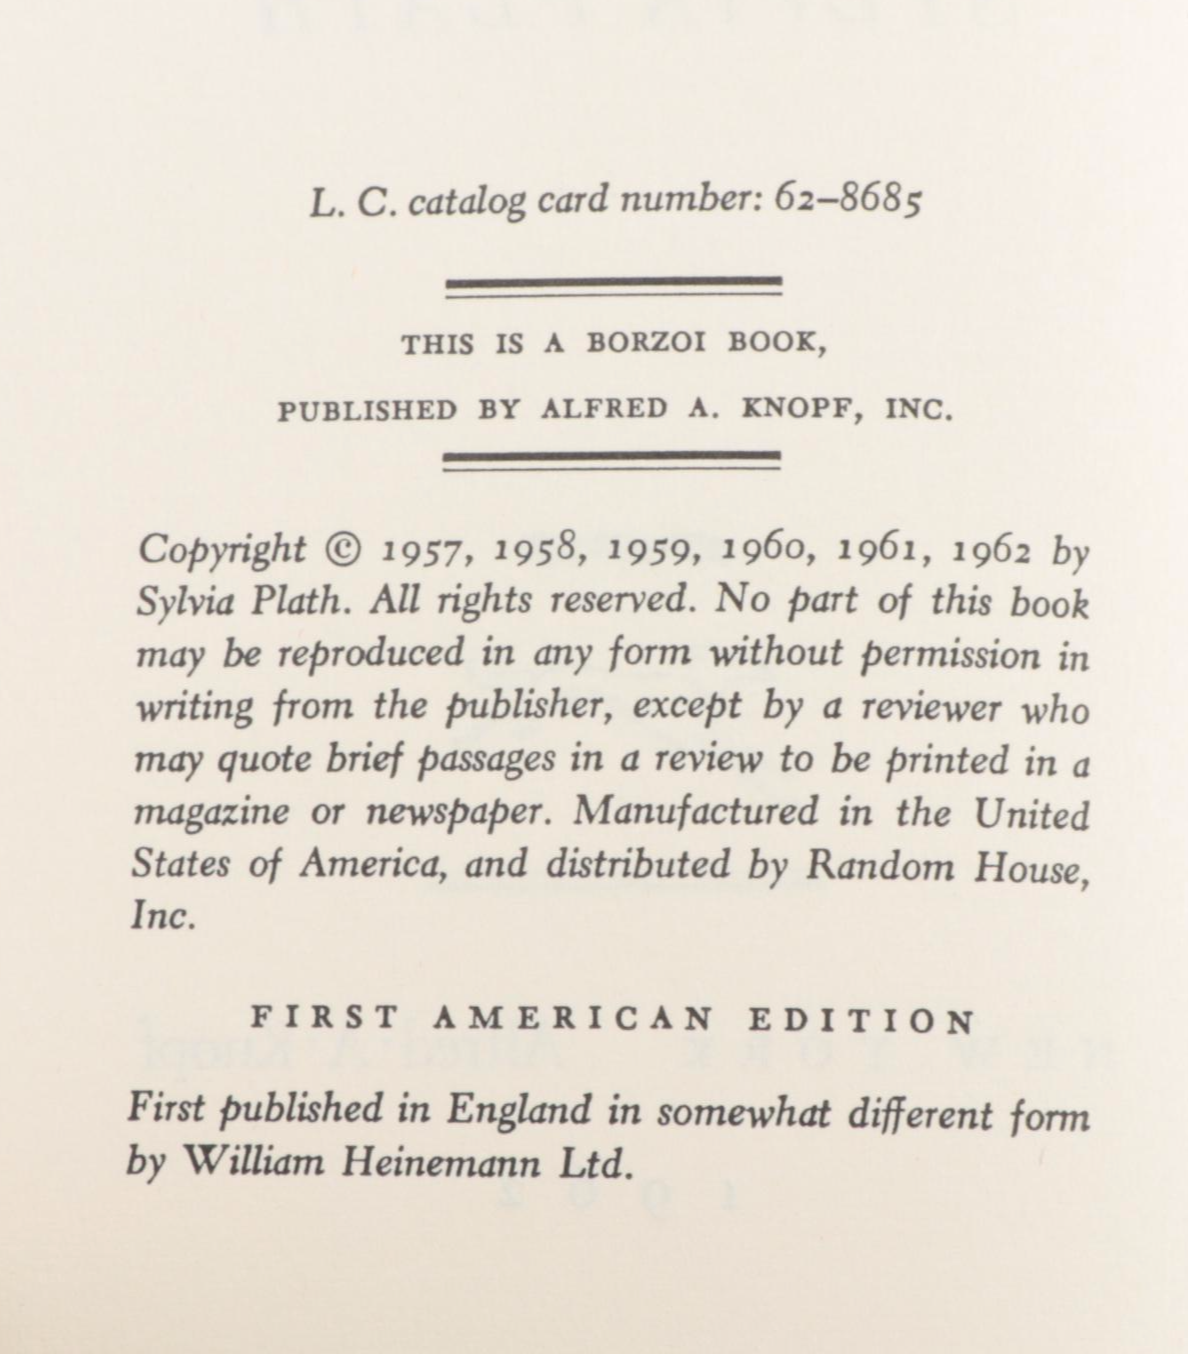 L. C. catalog card number: 62–8685
THIS IS A BORZOI BOOK,
PUBLISHED BY ALFRED A. KNOPF, INC.
Copyright © 1957, 1958, 1959, 1960, 1961, 1962 by
Sylvia Plath. All rights reserved. No part of this book
may be reproduced in any form without permission in
writing from the publisher, except by a reviewer who
may quote brief passages in a review to be printed in a
magazine or newspaper. Manufactured in the United
States of America, and distributed by Random House,
Inc.
FIRST AMERICAN EDITION
First published in England in somewhat different form
by William Heinemann Ltd.